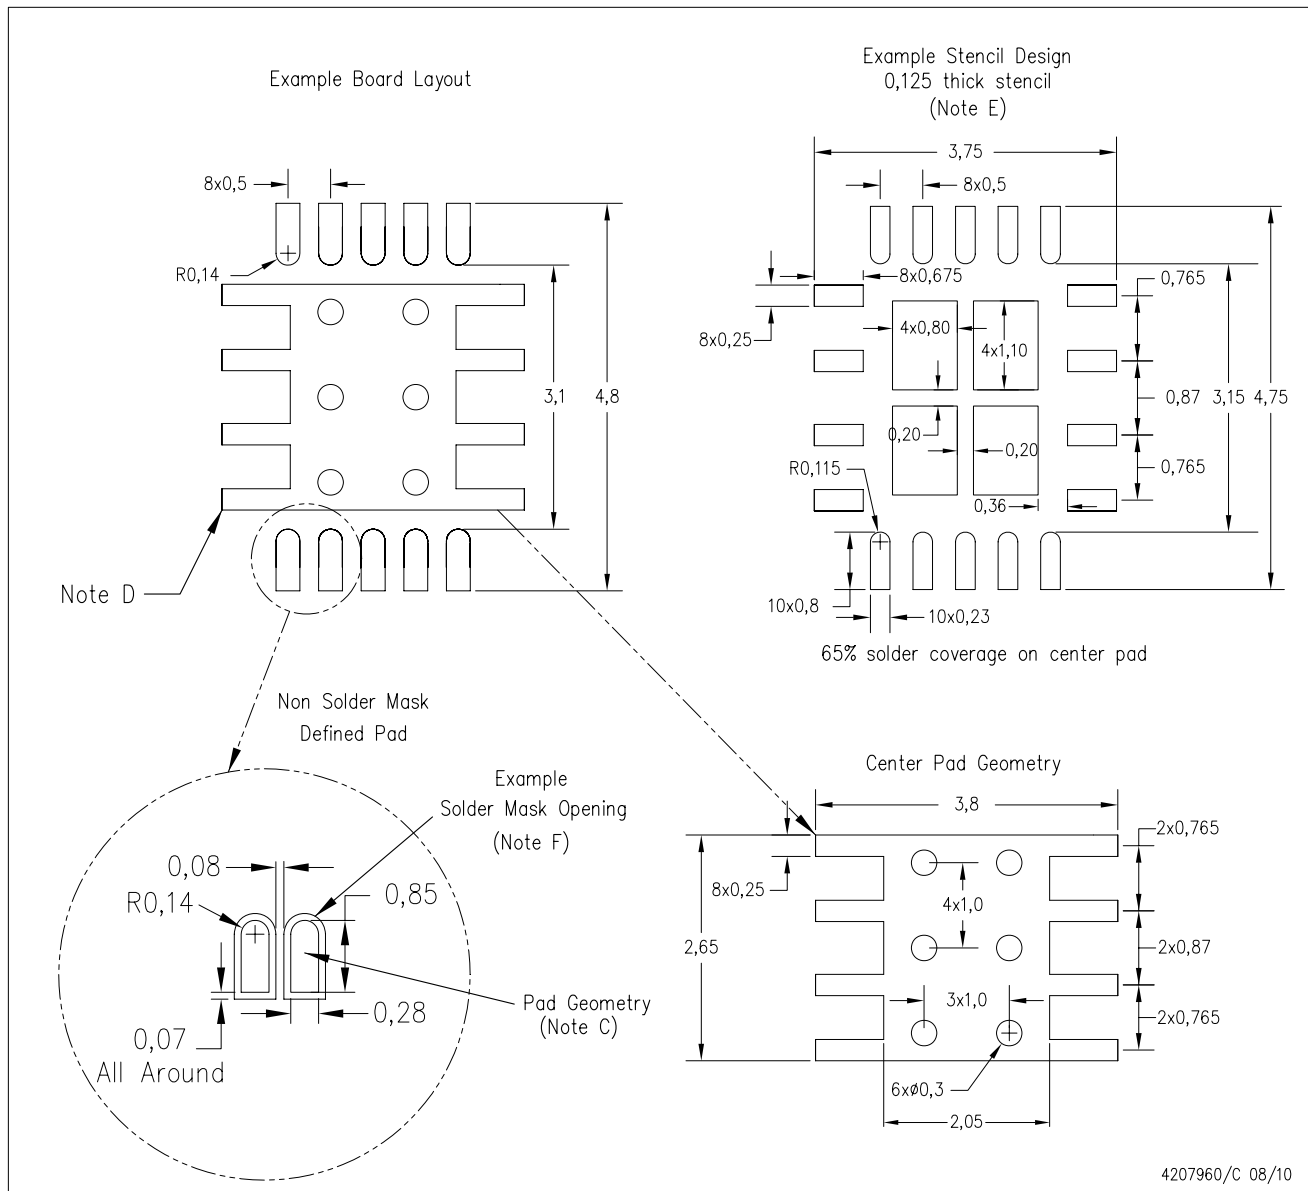 Example Board Layout
8x0,5
R0,14
3,1
4,8
Note D
Example Stencil Design
0,125 thick stencil
(Note E)
3,75
8x0,5
8x0,675
0,765
8x0,25
4x0,80
4x1,10
0,87
3,15
4,75
0,20
0,20
R0,115
0,765
0,36
10x0,8
10x0,23
65% solder coverage on center pad
Non Solder Mask
Defined Pad
Example
Solder Mask Opening
(Note F)
0,08
R0,14
0,85
Pad Geometry
(Note C)
0,28
0,07
All Around
Center Pad Geometry
3,8
2x0,765
8x0,25
4x1,0
2,65
2x0,87
3x1,0
2x0,765
6xø0,3
2,05
4207960/C 08/10